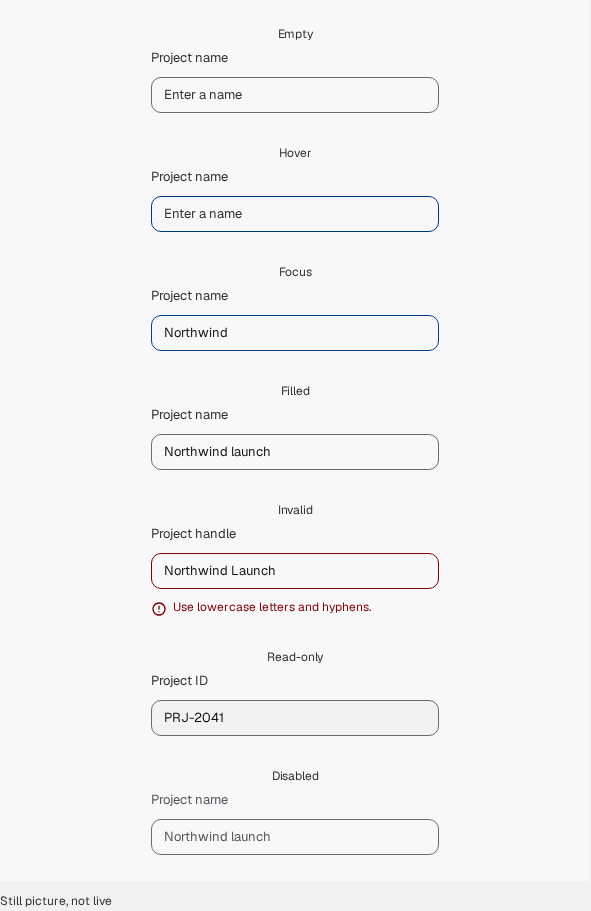 Empty
Project name
Enter a name
Hover
Project name
Enter a name
Focus
Project name
Northwind
Filled
Project name
Northwind launch
Invalid
Project handle
Northwind Launch
Use lowercase letters and hyphens.
Read-only
Project ID
PRJ-2041
Disabled
Project name
Northwind launch
Still picture, not live